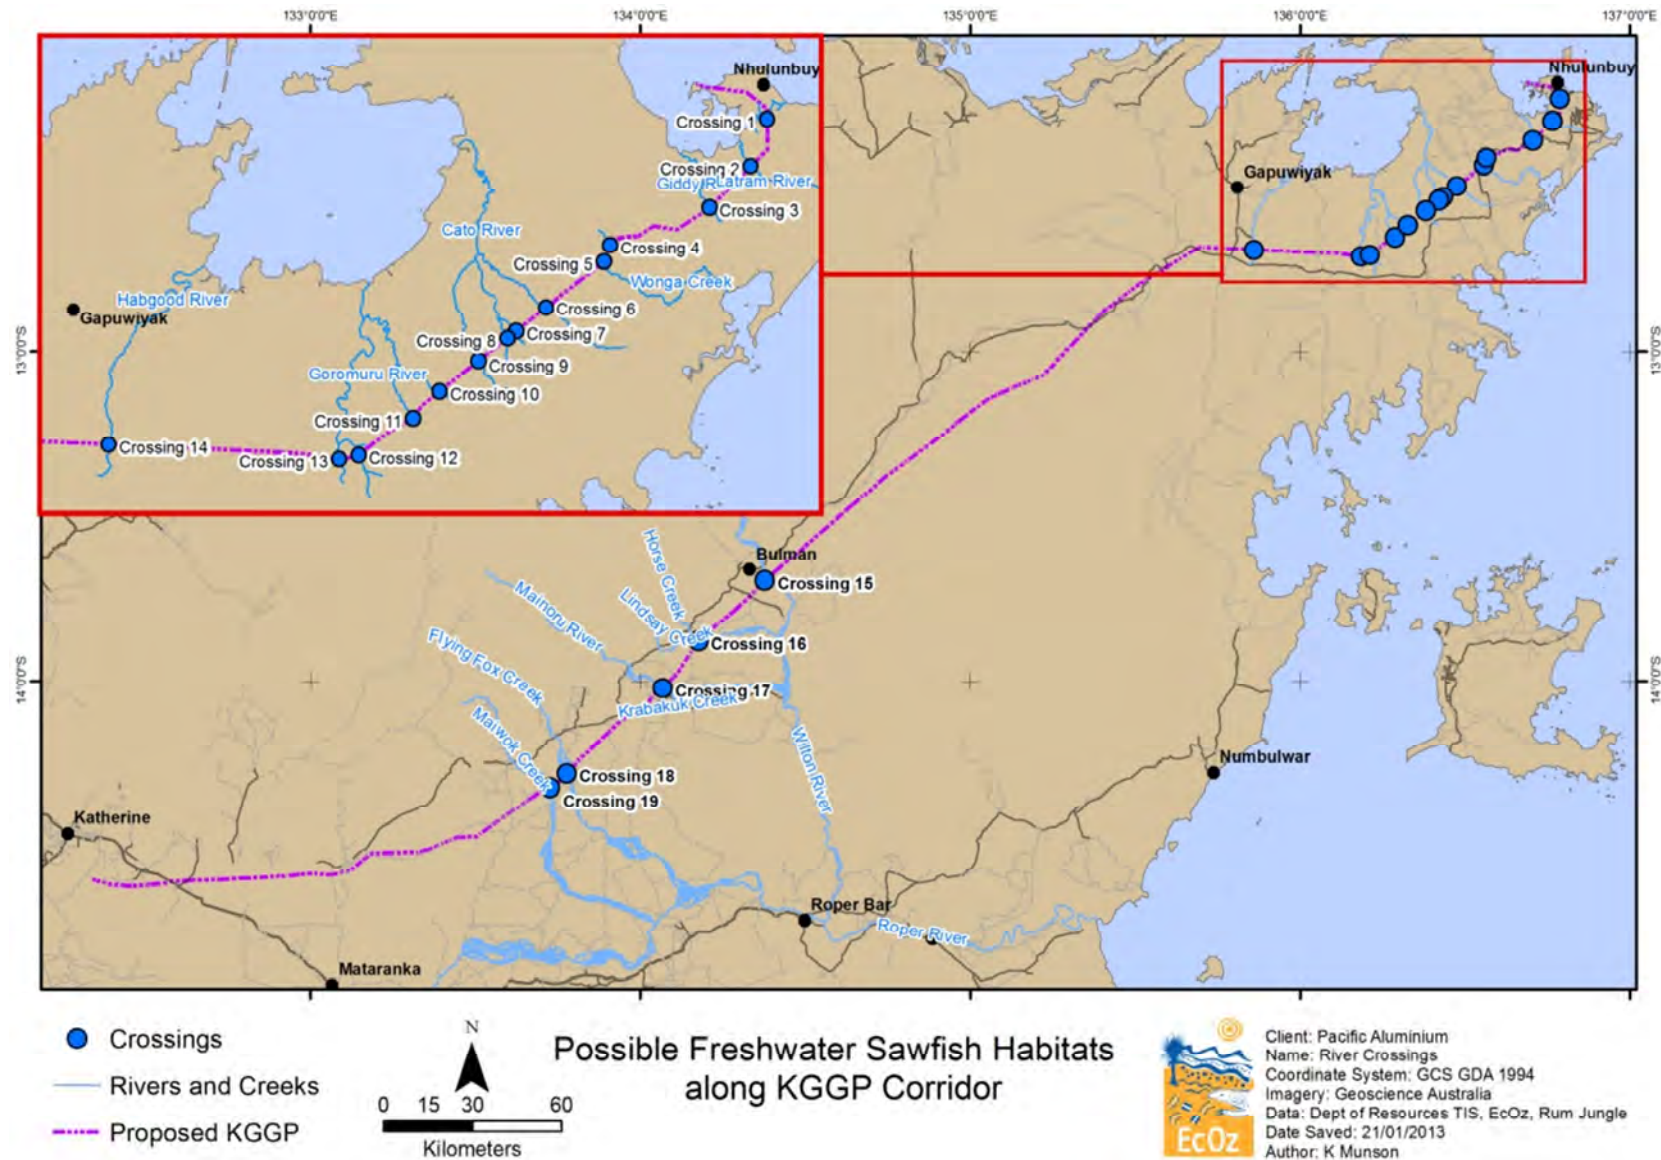 133°0'0"E
134°0'0"E
135°0'0"E
136°0'0"E
137°0'0"E
Nhulunbuy
Crossing 1
Crossing 2
Latram River
Crossing 3
Cato River
Crossing 4
Crossing 5
Wonga Creek
Habgood River
Gapuwiyak
Crossing 6
Crossing 7
Crossing 8
Crossing 9
Goromuru River
Crossing 10
Crossing 11
Crossing 14
Crossing 13
Crossing 12
Nhulunbuy
Gapuwiyak
13°0'0"S
13°0'0"S
Bulman
Crossing 15
Horse Creek
Lindsay Creek
Mainoru River
Crossing 16
Flying Fox Creek
Crossing 17
Krabakuk Creek
14°0'0"S
14°0'0"S
Maiwok Creek
Wilton River
Crossing 18
Crossing 19
Numbulwar
Katherine
Roper Bar
Roper River
Mataranka
Crossings
Rivers and Creeks
Proposed KGGP
N
0 15 30 60
Kilometers
Possible Freshwater Sawfish Habitats
along KGGP Corridor
EcOz
Client: Pacific Aluminium
Name: River Crossings
Coordinate System: GCS GDA 1994
Imagery: Geoscience Australia
Data: Dept of Resources TIS, EcOz, Rum Jungle
Date Saved: 21/01/2013
Author: K Munson